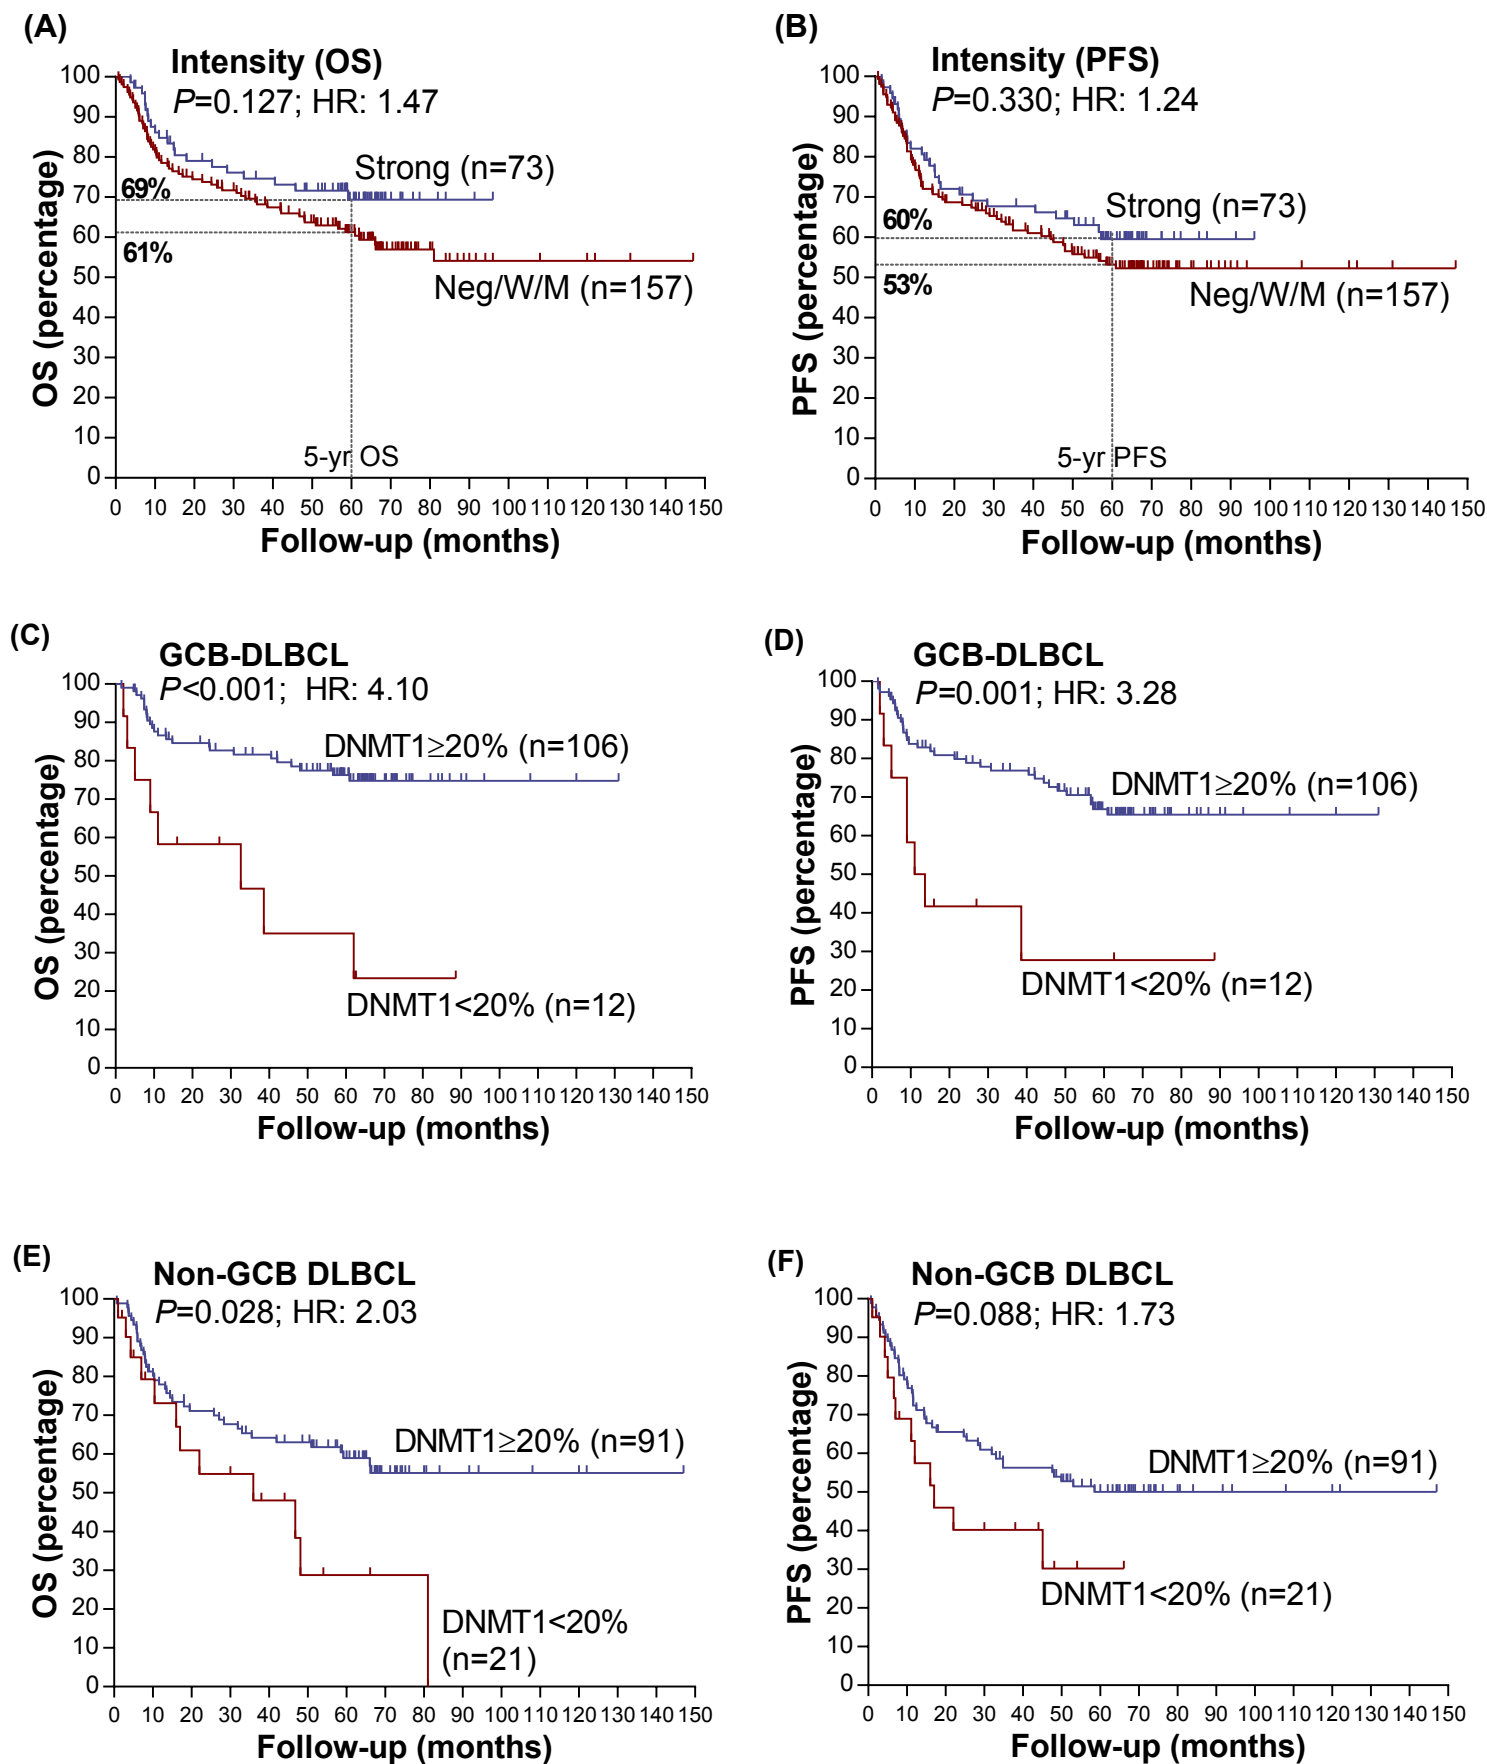 (A)
Intensity (OS)
P=0.127; HR: 1.47
100
90
80
70
60
50
40
30
20
10
0
OS (percentage)
69%
61%
Strong (n=73)
Neg/W/M (n=157)
5-yr OS
0 10 20 30 40 50 60 70 80 90 100 110 120 130 140 150
Follow-up (months)
(B)
Intensity (PFS)
P=0.330; HR: 1.24
100
90
80
70
60
50
40
30
20
10
0
PFS (percentage)
60%
53%
Strong (n=73)
Neg/W/M (n=157)
5-yr PFS
0 10 20 30 40 50 60 70 80 90 100 110 120 130 140 150
Follow-up (months)
(C)
GCB-DLBCL
P<0.001; HR: 4.10
100
90
80
70
60
50
40
30
20
10
0
OS (percentage)
DNMT1≥20% (n=106)
DNMT1<20% (n=12)
0 10 20 30 40 50 60 70 80 90 100 110 120 130 140 150
Follow-up (months)
(D)
GCB-DLBCL
P=0.001; HR: 3.28
100
90
80
70
60
50
40
30
20
10
0
PFS (percentage)
DNMT1≥20% (n=106)
DNMT1<20% (n=12)
0 10 20 30 40 50 60 70 80 90 100 110 120 130 140 150
Follow-up (months)
(E)
Non-GCB DLBCL
P=0.028; HR: 2.03
100
90
80
70
60
50
40
30
20
10
0
OS (percentage)
DNMT1≥20% (n=91)
DNMT1<20%
(n=21)
0 10 20 30 40 50 60 70 80 90 100 110 120 130 140 150
Follow-up (months)
(F)
Non-GCB DLBCL
P=0.088; HR: 1.73
100
90
80
70
60
50
40
30
20
10
0
PFS (percentage)
DNMT1≥20% (n=91)
DNMT1<20% (n=21)
0 10 20 30 40 50 60 70 80 90 100 110 120 130 140 150
Follow-up (months)